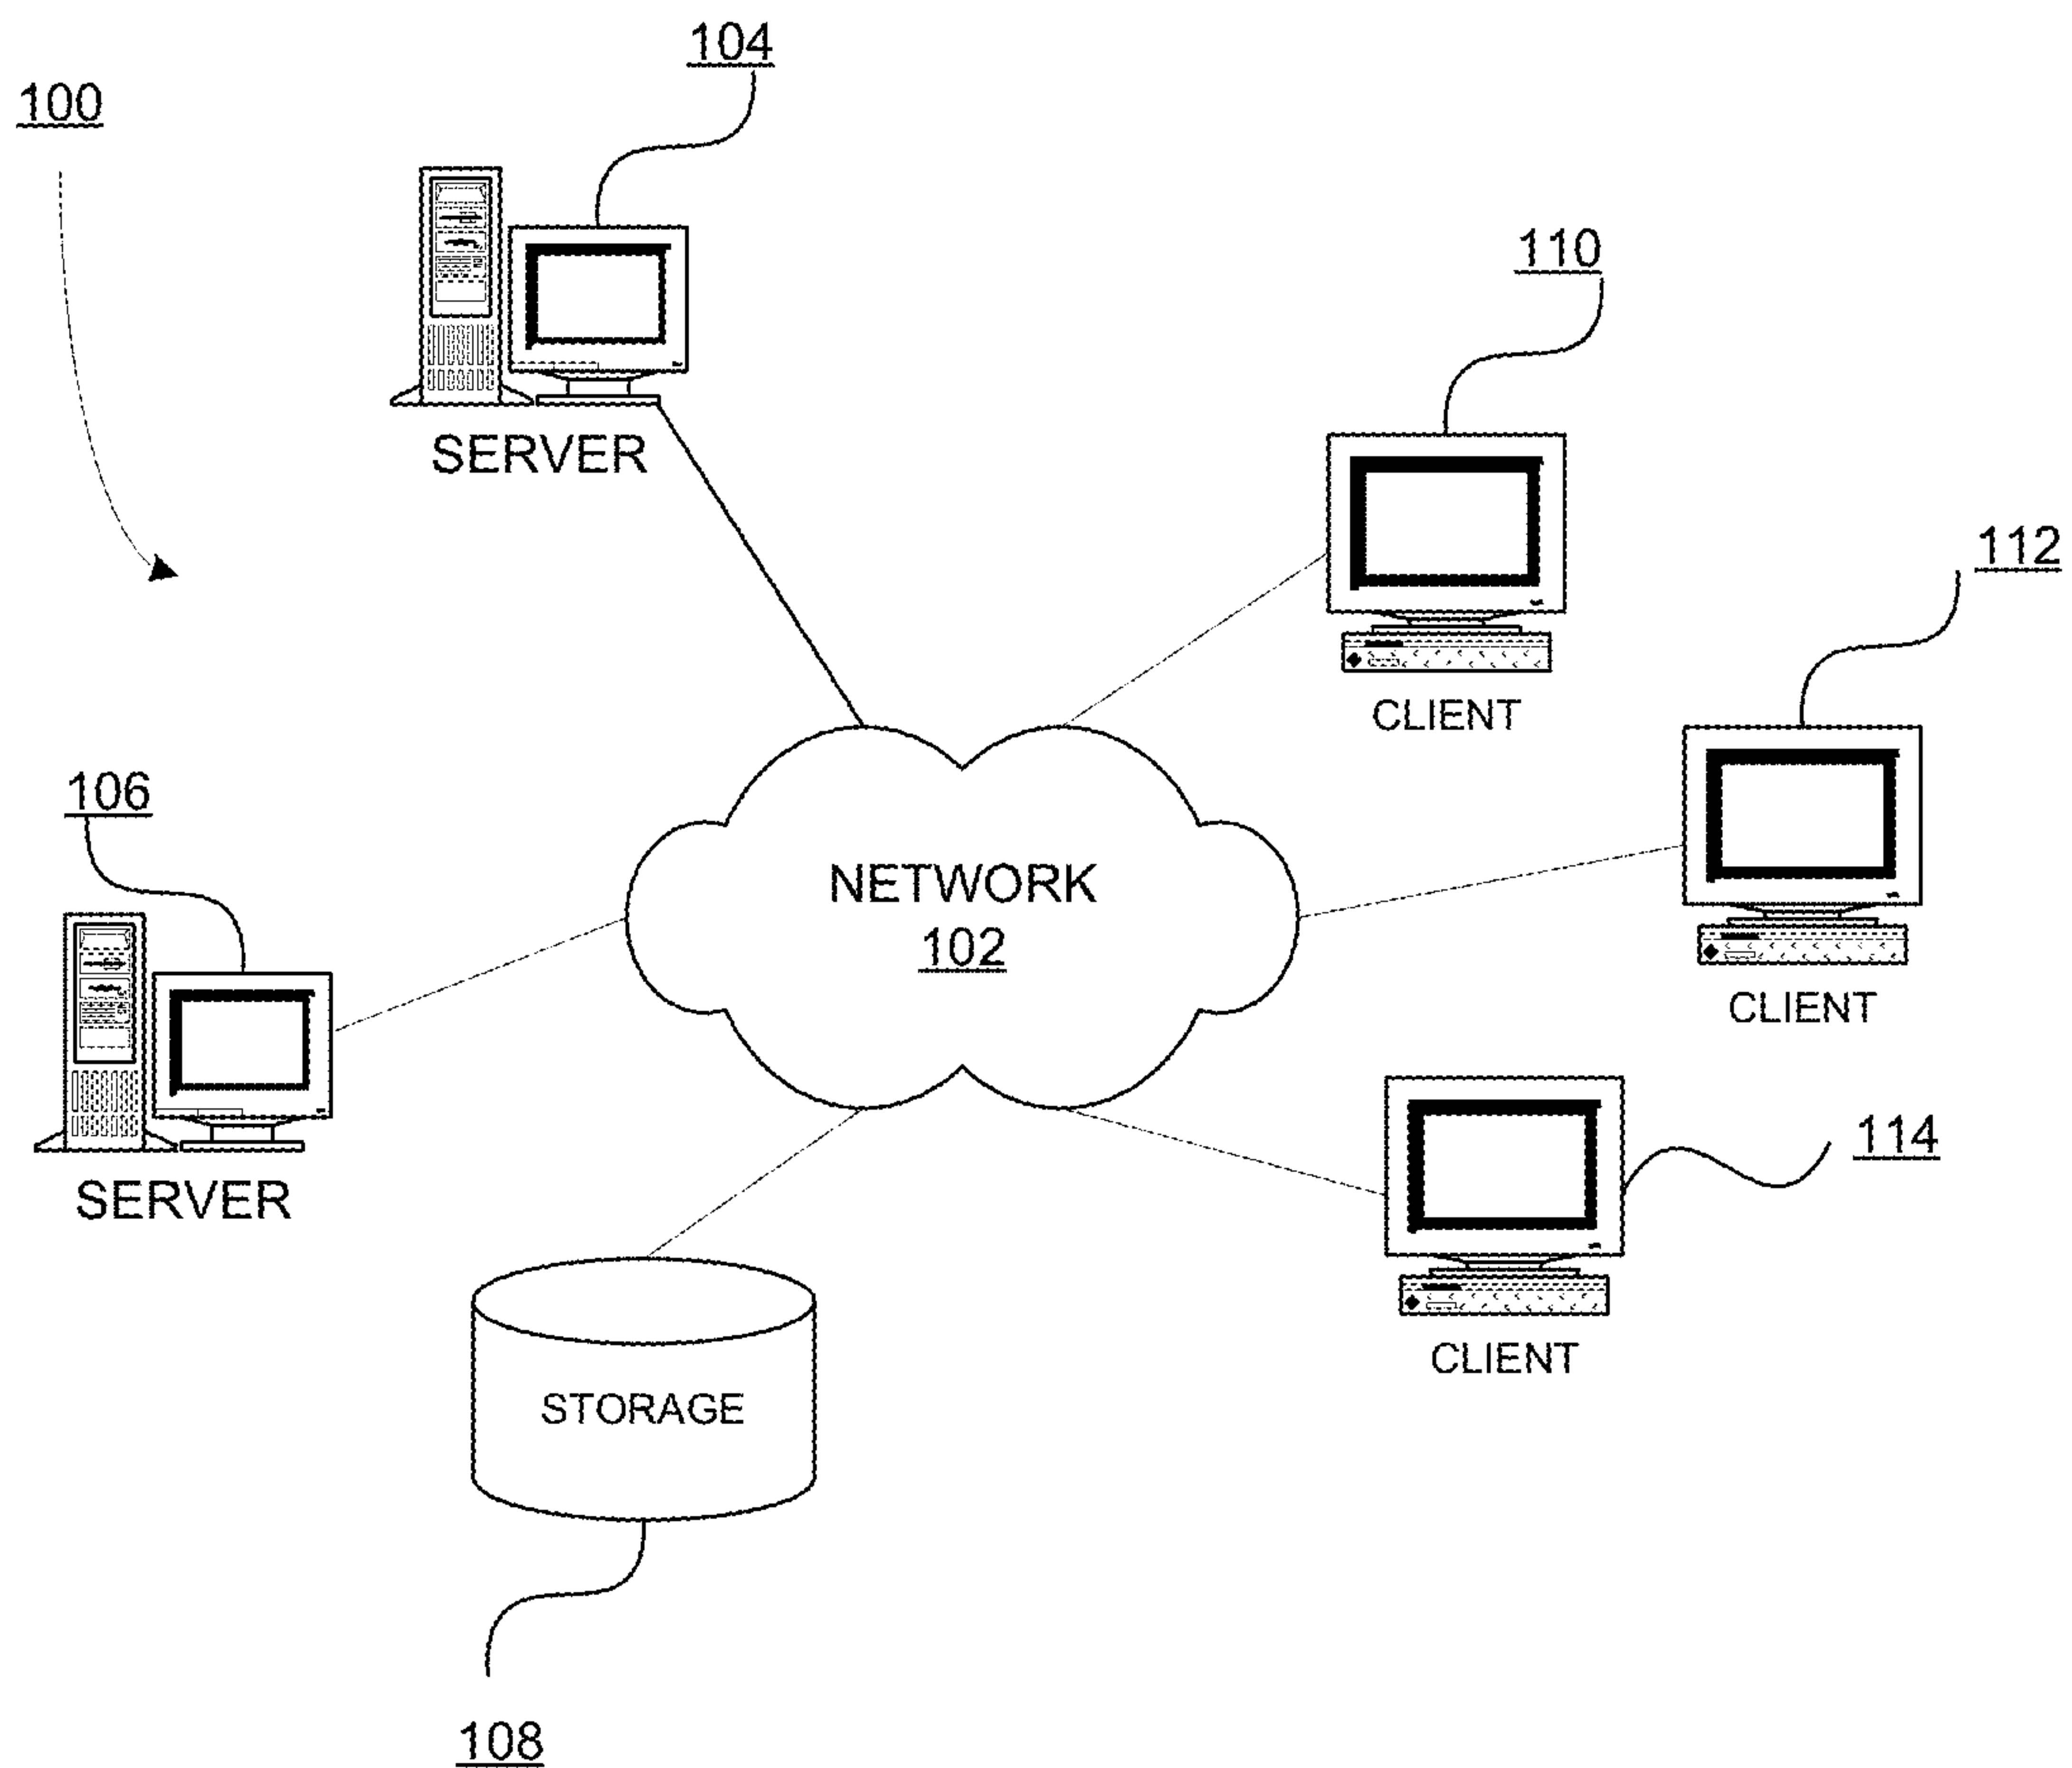 104
100
SERVER
110
CLIENT
112
CLIENT
106
SERVER
NETWORK
102
114
CLIENT
STORAGE
108